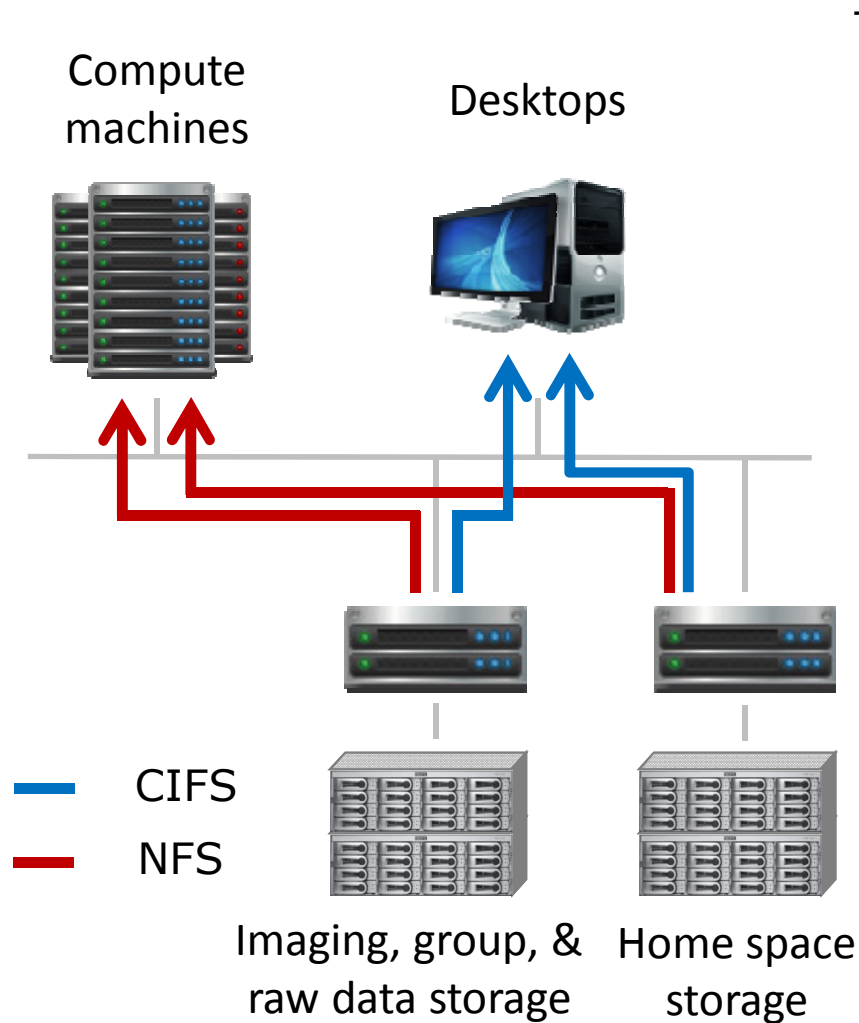 Compute
machines
Desktops
CIFS
NFS
Imaging, group, &
raw data storage
Home space
storage